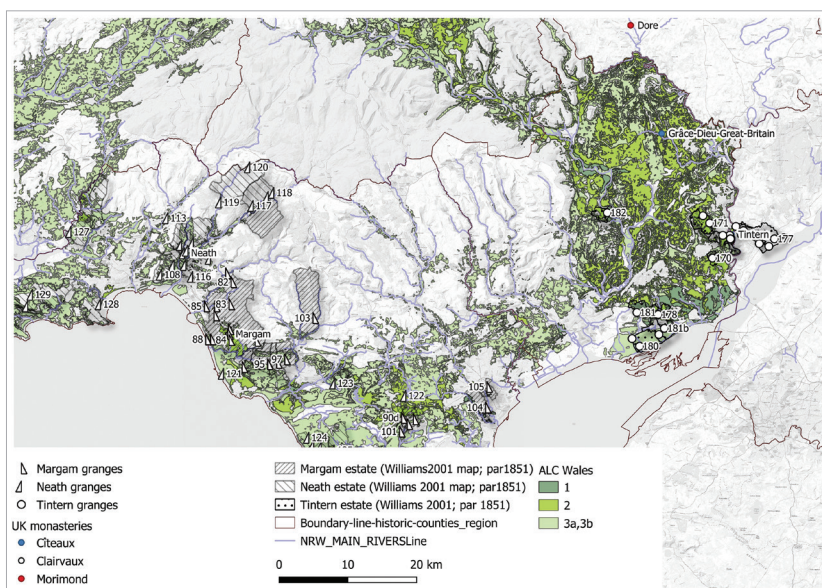 Dore
Grâce-Dieu-Great-Britain
120
118
119
117
113
182
171
Tintern
177
127
Neath
170
108
116
82
129
128
85
83
103
181
178
Margam
181b
88
84
180
97
95
121
123
105
122
104
90d
101
124
Margam granges
Neath granges
Tintern granges
UK monasteries
Cîteaux
Clairvaux
Morimond
Margam estate (Williams2001 map; par1851)
Neath estate (Williams 2001 map; par1851)
Tintern estate (Williams 2001; par 1851)
Boundary-line-historic-counties_region
NRW_MAIN_RIVERSLine
0 10 20 km
ALC Wales
1
2
3a,3b